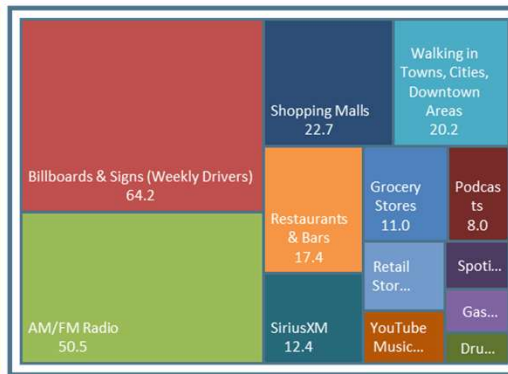 Billboards & Signs (Weekly Drivers)
64.2
AM/FM Radio
50.5
Shopping Malls
22.7
Walking in
Towns, Cities,
Downtown
Areas
20.2
Restaurants
& Bars
17.4
SiriusXM
12.4
Grocery
Stores
11.0
Podcas
ts
8.0
Retail
Stor...
YouTube
Music...
Spoti...
Gas...
Dru...